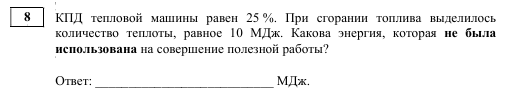 8
КПД тепловой машины равен 25 %. При сгорании топлива выделилось
количество теплоты, равное 10 МДж. Какова энергия, которая не была
использована на совершение полезной работы?
Ответ: ____________________________ МДж.